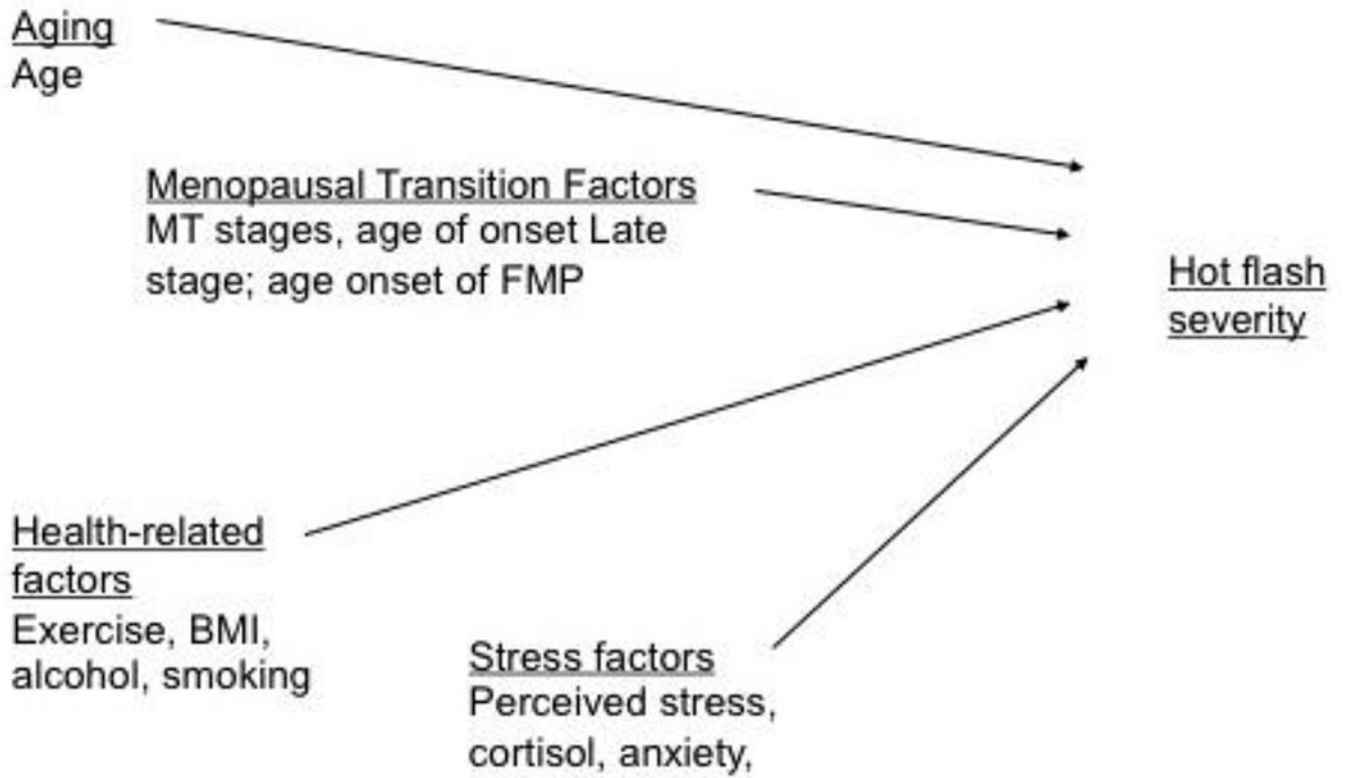 Aging
Age
Menopausal Transition Factors
MT stages, age of onset Late
stage; age onset of FMP
Hot flash
severity
Health-related
factors
Exercise, BMI,
alcohol, smoking
Stress factors
Perceived stress,
cortisol, anxiety,